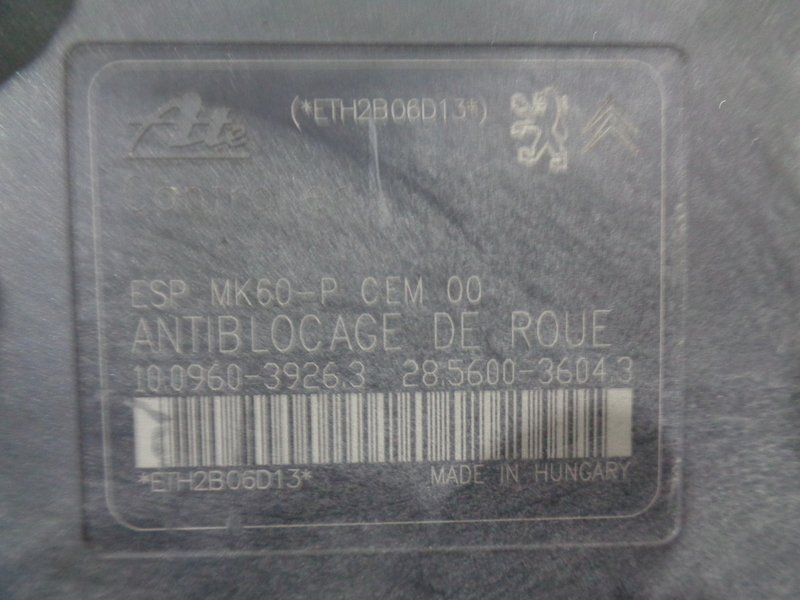 Ate (*ETH2B06D13*)
Controller
ESP MK60-P CEM 00
ANTIBLOCAGE DE ROUE
10.0960-3926.3 28.5600-3604.3
*ETH2B06D13* MADE IN HUNGARY